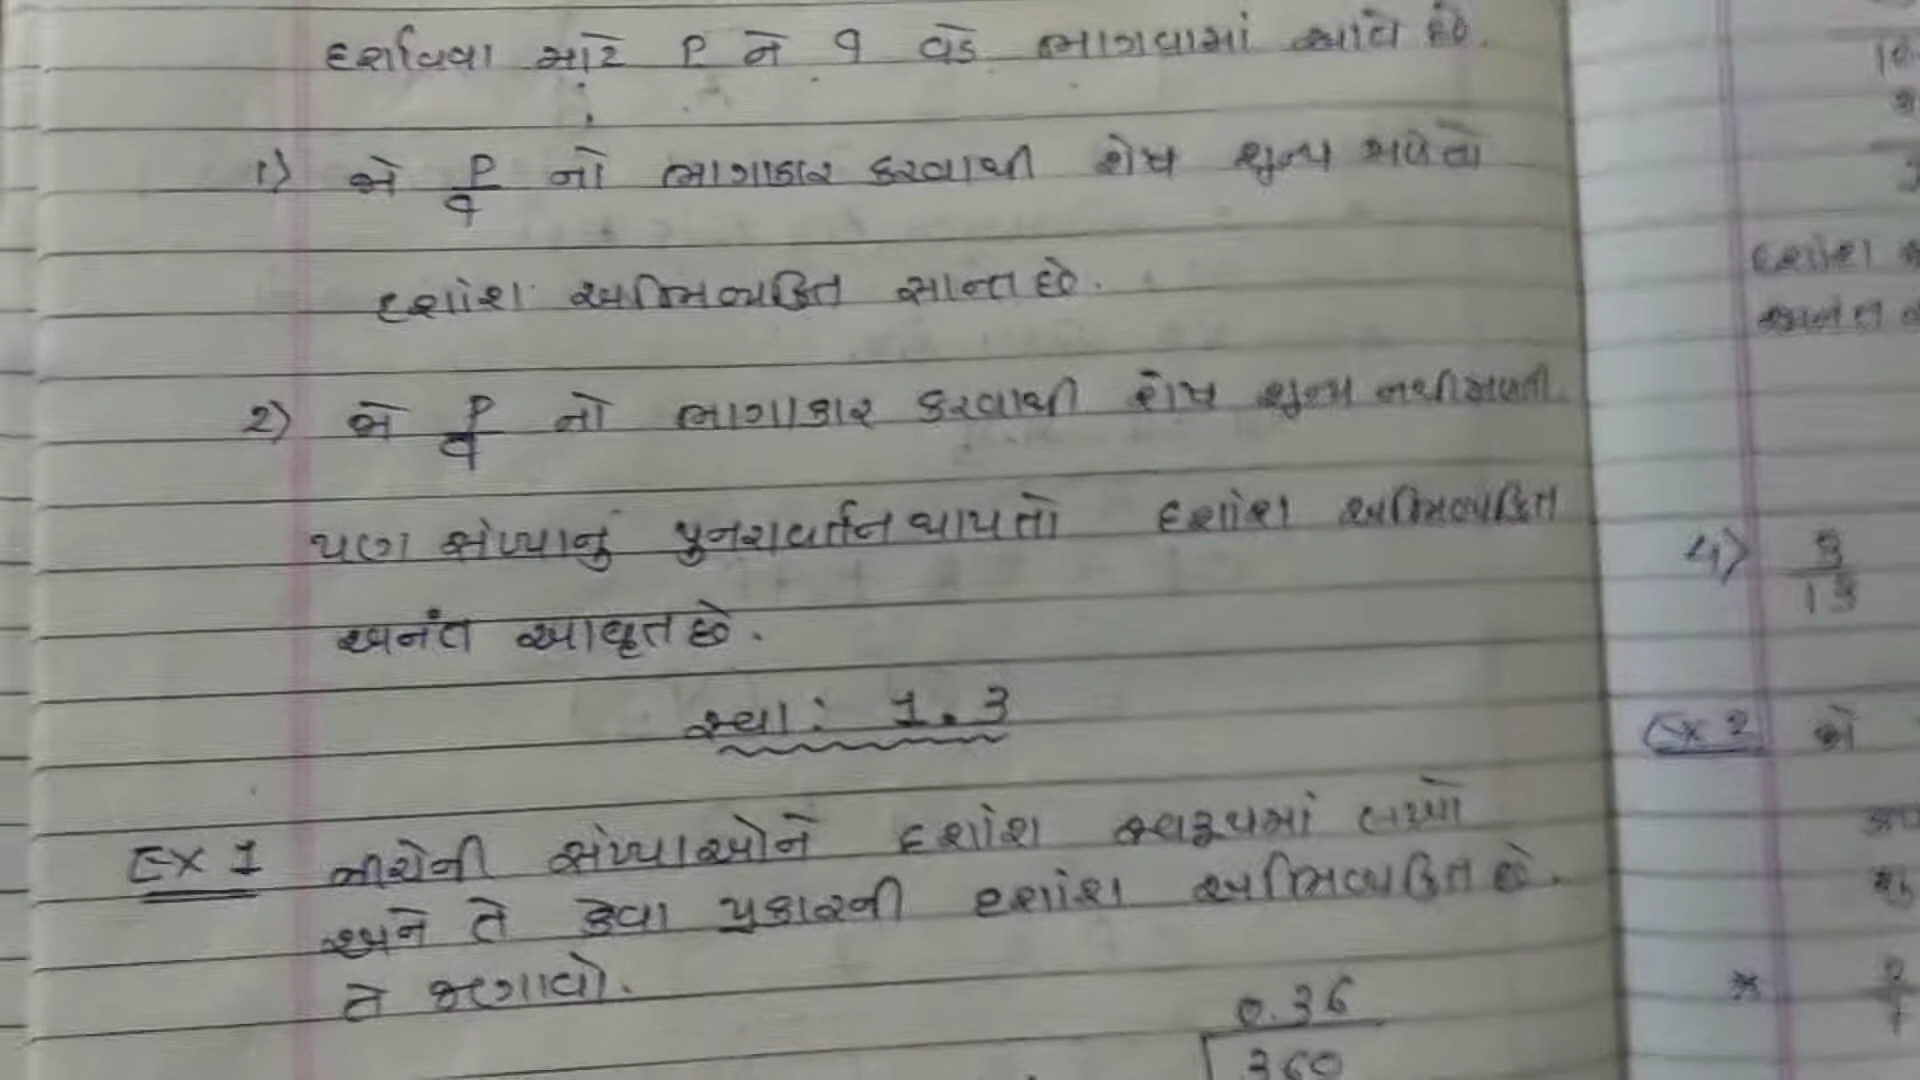 દર્શાવવા માટે P ને q વડે ભાગવામાં આવે છે.
1) જો P/q નો ભાગાકાર કરવાથી શેષ શૂન્ય મળે તો
દશાંશ અભિવ્યક્તિ સાન્ત છે.
2) જો P/q નો ભાગાકાર કરવાથી શેષ શૂન્ય નથી મળતી
પણ સંખ્યાનું પુનરાવર્તન થાય તો દશાંશ અભિવ્યક્તિ
અનંત આવૃત છે.
સ્વા : 1.3
EX 1 નીચેની સંખ્યાઓને દશાંશ સ્વરૂપમાં લખો
અને તે કેવા પ્રકારની દશાંશ અભિવ્યક્તિ છે.
તે જણાવો.
0.36
360
દશાંશ
અનંત
4) 3/13
Ex 2 જો
*